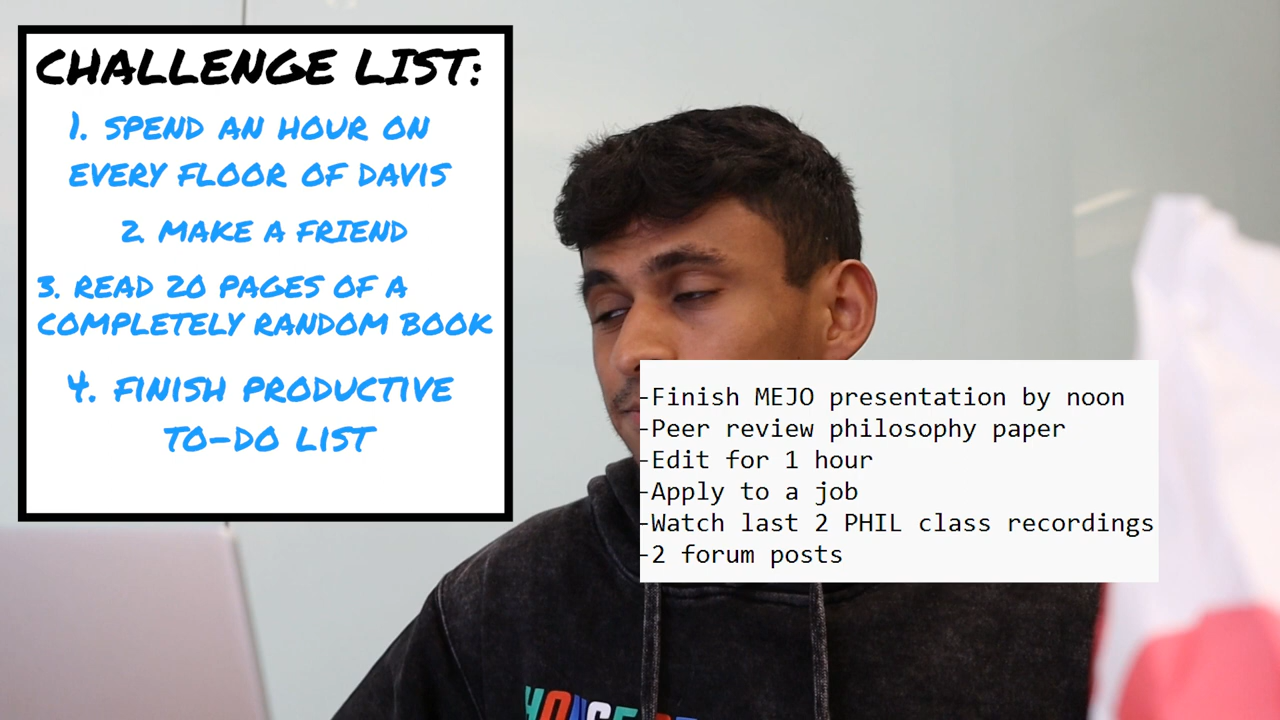 CHALLENGE LIST:
1. SPEND AN HOUR ON
EVERY FLOOR OF DAVIS
2. MAKE A FRIEND
3. READ 20 PAGES OF A
COMPLETELY RANDOM BOOK
4. FINISH PRODUCTIVE
TO-DO LIST
-Finish MEJO presentation by noon
-Peer review philosophy paper
-Edit for 1 hour
-Apply to a job
-Watch last 2 PHIL class recordings
-2 forum posts